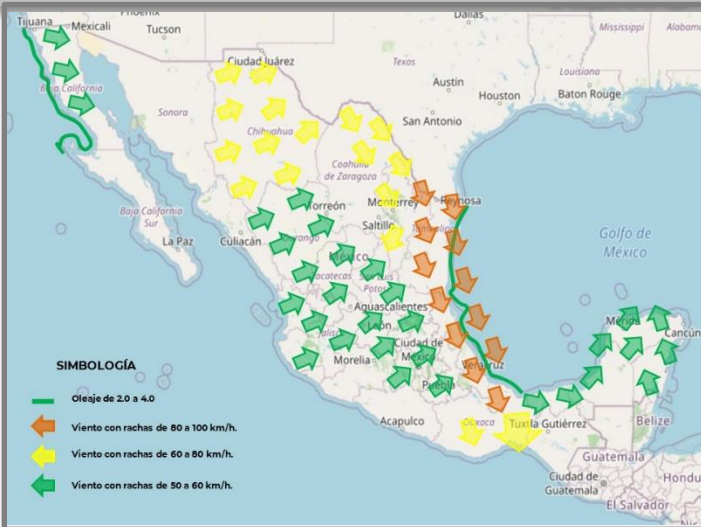 Phoenix
Dallas
Tijuana
Mexicali
Tucson
Mississippi
Alabama
Ciudad Juárez
Texas
Baja California
Austin
Louisiana
Baton Rouge
Houston
Sonora
San Antonio
Chihuahua
Coahuila
de Zaragoza
Baja California
Sur
Torreón
Monterrey
Reynosa
Saltillo
Tamaulipas
La Paz
Culiacán
Durango
Golfo de
México
México
Zacatecas
San Luis
Potosí
Aguascalientes
Mérida
Cancún
León
Jalisco
Ciudad de
México
Morelia
Veracruz
Puebla
SIMBOLOGÍA
Oleaje de 2.0 a 4.0
Viento con rachas de 80 a 100 km/h.
Viento con rachas de 60 a 80 km/h.
Viento con rachas de 50 a 60 km/h.
Acapulco
Oaxaca
Tuxtla Gutiérrez
Belize
Guatemala
Ciudad de
Guatemala
Hondu
El Salvador